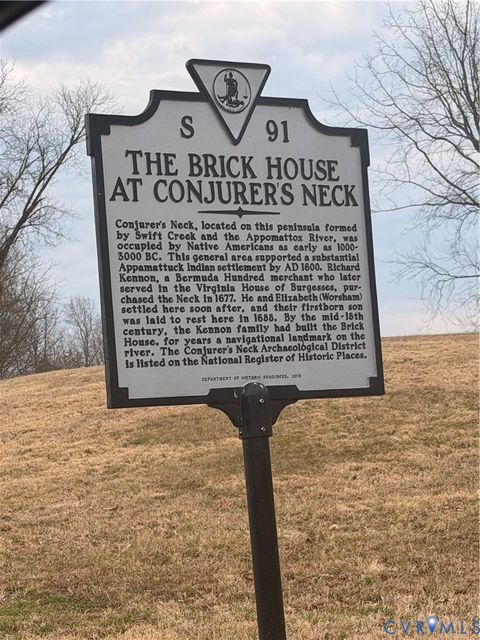 S 91
THE BRICK HOUSE
AT CONJURER'S NECK
Conjurer's Neck, located on this peninsula formed
by Swift Creek and the Appomattox River, was
occupied by Native Americans as early as 1000-
3000 BC. This general area supported a substantial
Appamattuck Indian settlement by AD 1600. Richard
Kennon, a Bermuda Hundred merchant who later
served in the Virginia House of Burgesses, pur-
chased the Neck in 1677. He and Elizabeth (Worsham)
settled here soon after, and their firstborn son
was laid to rest here in 1688. By the mid-18th
century, the Kennon family had built the Brick
House, for years a navigational landmark on the
river. The Conjurer's Neck Archaeological District
is listed on the National Register of Historic Places.
DEPARTMENT OF HISTORIC RESOURCES, 2018
CVRMLS